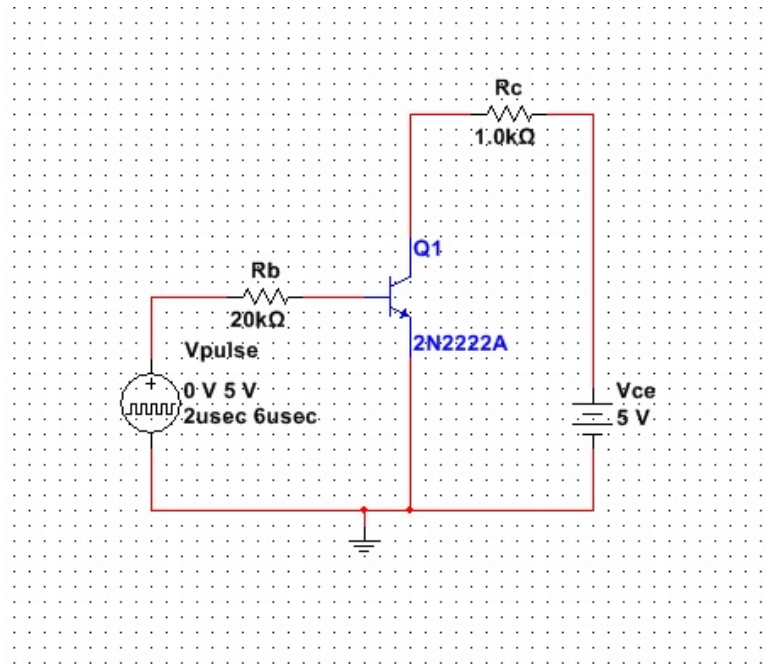 Rc
1.0kΩ
Q1
Rb
20kΩ
2N2222A
Vpulse
0 V 5 V
2usec 6usec
Vce
5 V